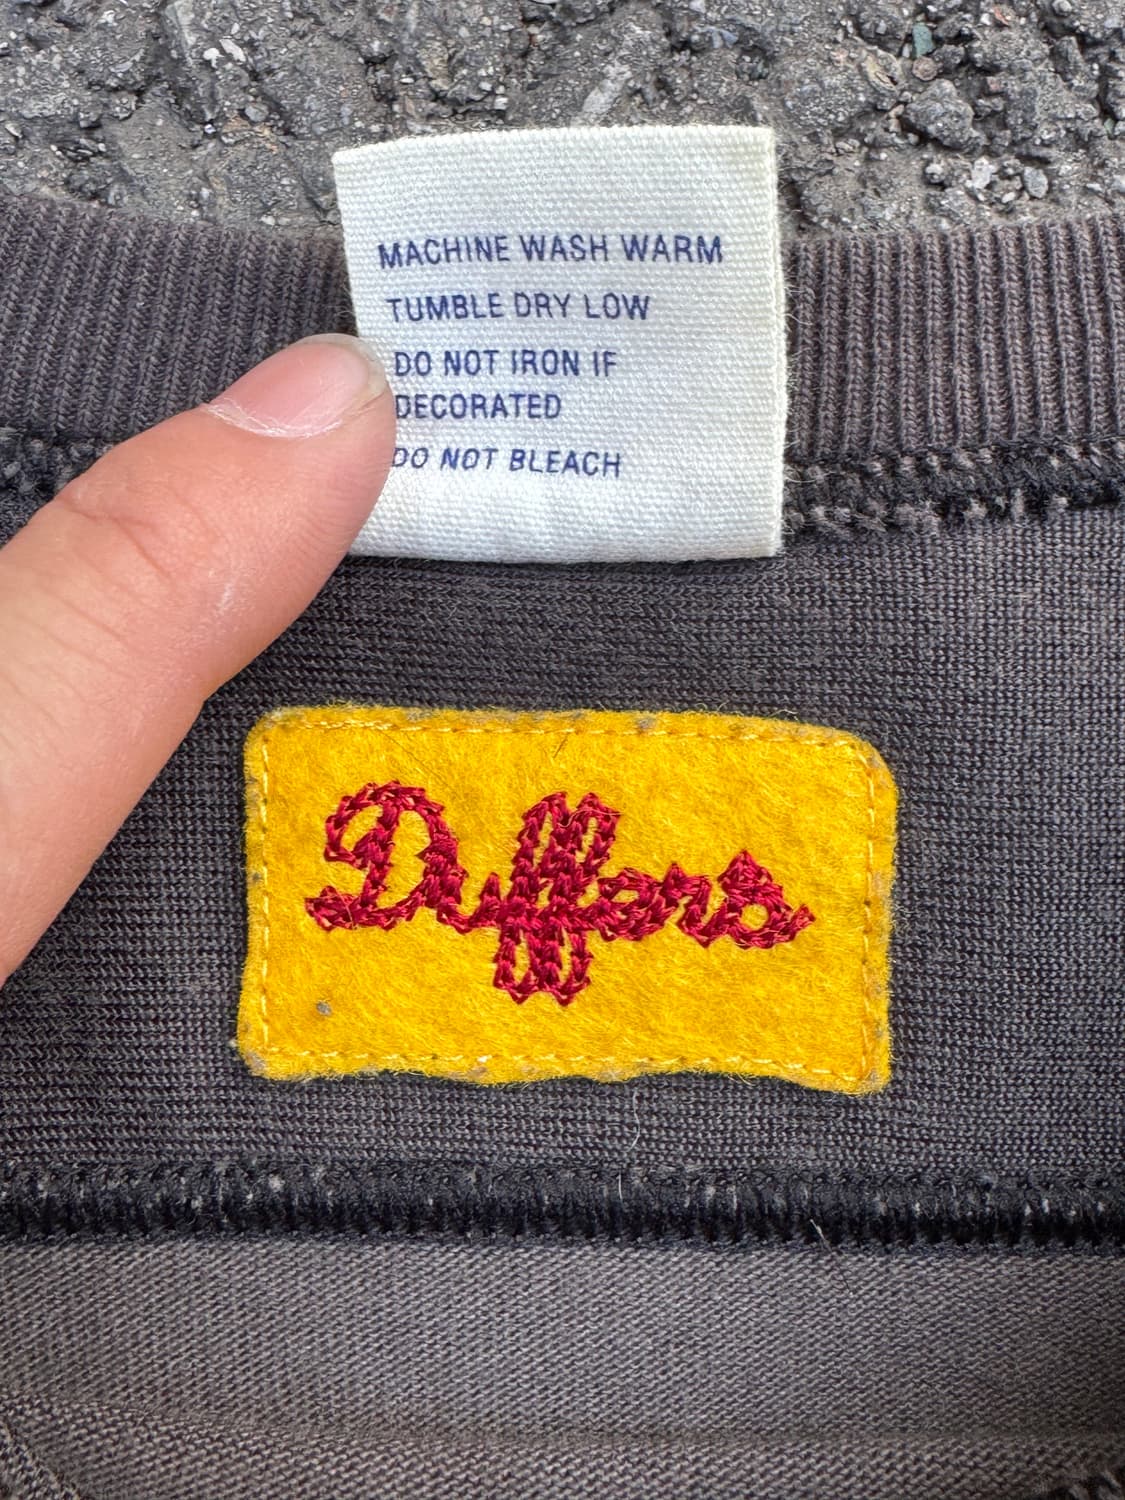 MACHINE WASH WARM
TUMBLE DRY LOW
DO NOT IRON IF
DECORATED
DO NOT BLEACH
Duffers